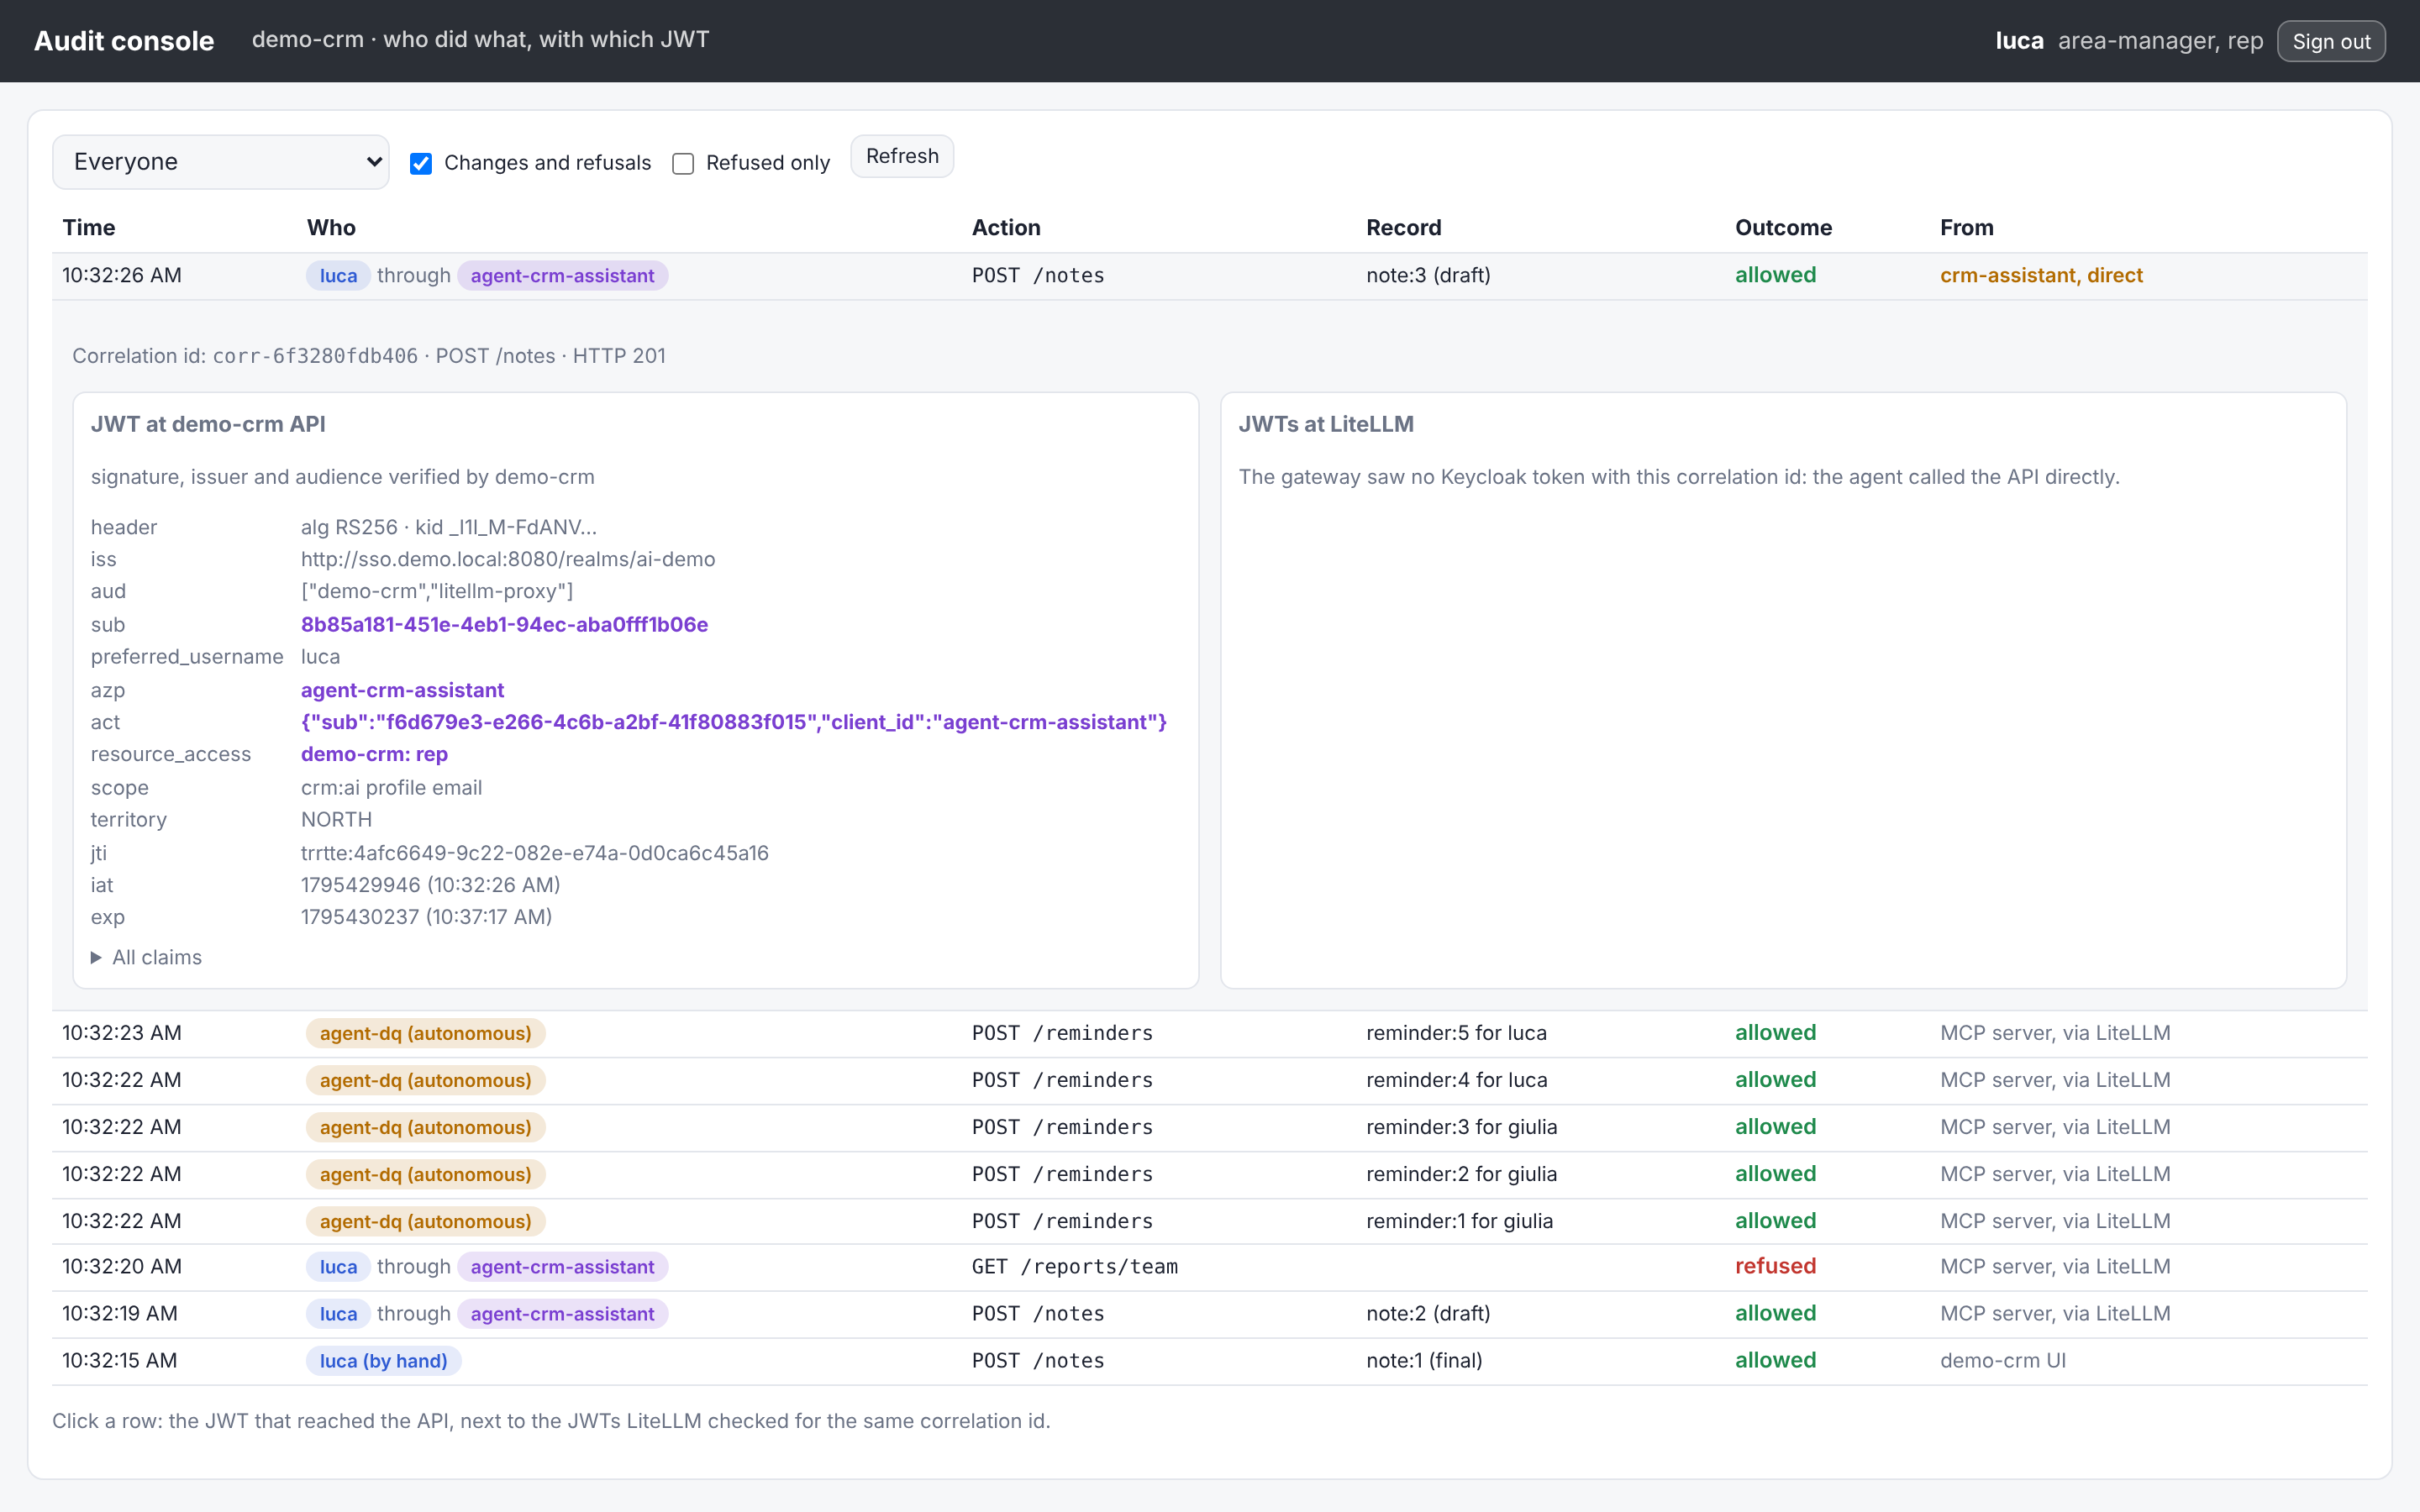 Audit console demo-crm · who did what, with which JWT luca area-manager, rep Sign out
Everyone Changes and refusals Refused only Refresh
Time Who Action Record Outcome From
10:32:26 AM luca through agent-crm-assistant POST /notes note:3 (draft) allowed crm-assistant, direct
Correlation id: corr-6f3280fdb406 · POST /notes · HTTP 201
JWT at demo-crm API
signature, issuer and audience verified by demo-crm
header alg RS256 · kid _I1l_M-FdANV...
iss http://sso.demo.local:8080/realms/ai-demo
aud ["demo-crm","litellm-proxy"]
sub 8b85a181-451e-4eb1-94ec-aba0fff1b06e
preferred_username luca
azp agent-crm-assistant
act {"sub":"f6d679e3-e266-4c6b-a2bf-41f80883f015","client_id":"agent-crm-assistant"}
resource_access demo-crm: rep
scope crm:ai profile email
territory NORTH
jti trrtte:4afc6649-9c22-082e-e74a-0d0ca6c45a16
iat 1795429946 (10:32:26 AM)
exp 1795430237 (10:37:17 AM)
All claims
JWTs at LiteLLM
The gateway saw no Keycloak token with this correlation id: the agent called the API directly.
10:32:23 AM agent-dq (autonomous) POST /reminders reminder:5 for luca allowed MCP server, via LiteLLM
10:32:22 AM agent-dq (autonomous) POST /reminders reminder:4 for luca allowed MCP server, via LiteLLM
10:32:22 AM agent-dq (autonomous) POST /reminders reminder:3 for giulia allowed MCP server, via LiteLLM
10:32:22 AM agent-dq (autonomous) POST /reminders reminder:2 for giulia allowed MCP server, via LiteLLM
10:32:22 AM agent-dq (autonomous) POST /reminders reminder:1 for giulia allowed MCP server, via LiteLLM
10:32:20 AM luca through agent-crm-assistant GET /reports/team refused MCP server, via LiteLLM
10:32:19 AM luca through agent-crm-assistant POST /notes note:2 (draft) allowed MCP server, via LiteLLM
10:32:15 AM luca (by hand) POST /notes note:1 (final) allowed demo-crm UI
Click a row: the JWT that reached the API, next to the JWTs LiteLLM checked for the same correlation id.